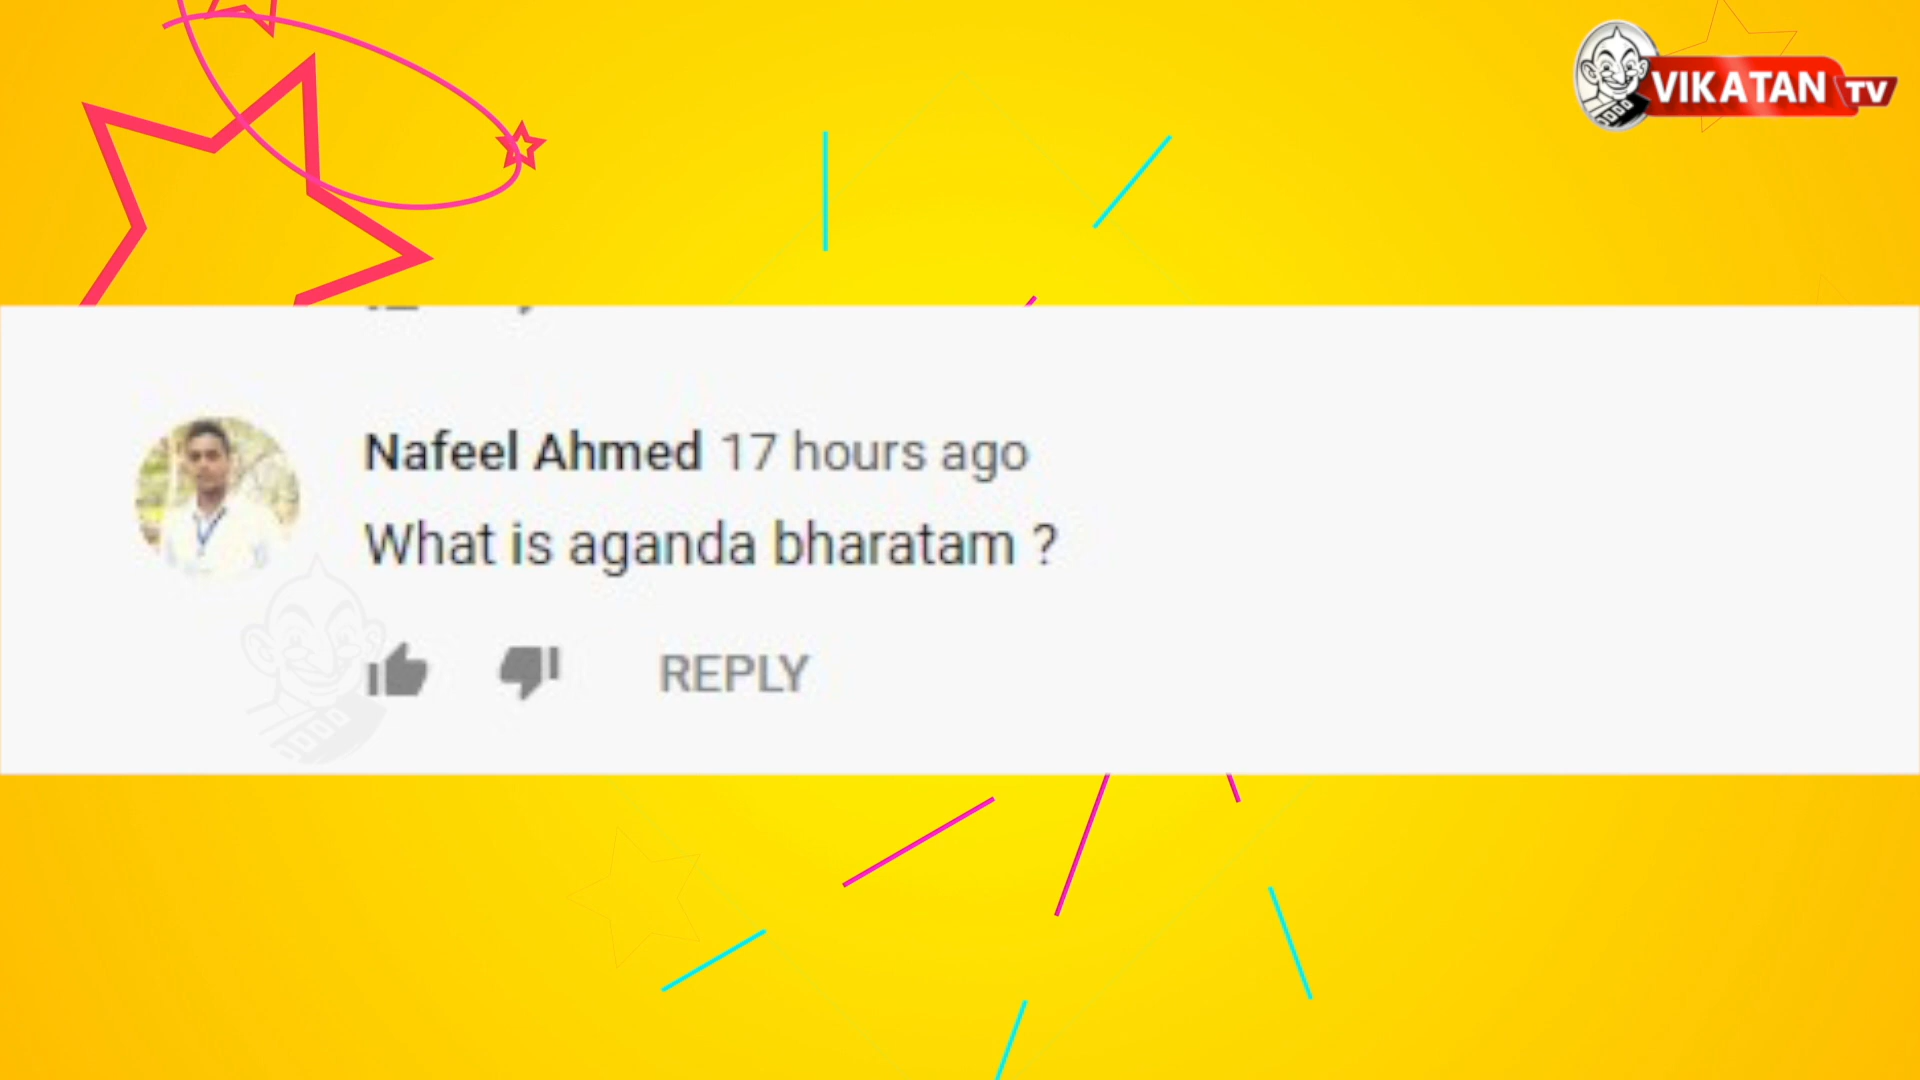 VIKATAN TV
Nafeel Ahmed 17 hours ago
What is aganda bharatam ?
REPLY